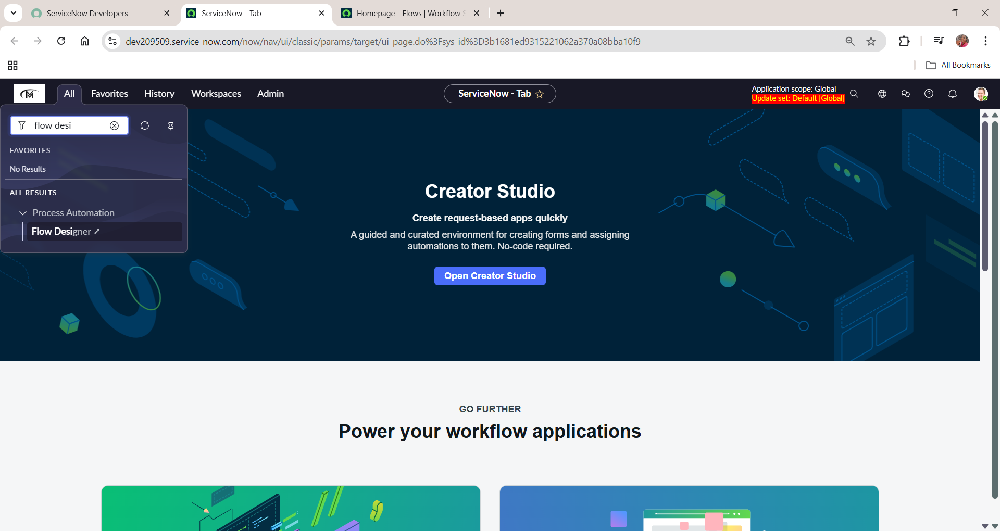 ServiceNow Developers
ServiceNow - Tab
Homepage - Flows | Workflow S
dev209509.service-now.com/now/nav/ui/classic/params/target/ui_page.do%3Fsys_id%3D3b1681ed9315221062a370a08bba10f9
All Bookmarks
M
All
Favorites
History
Workspaces
Admin
ServiceNow - Tab
Application scope: Global
Update set: Default [Global]
flow desi
FAVORITES
No Results
ALL RESULTS
Process Automation
Flow Designer
Creator Studio
Create request-based apps quickly
A guided and curated environment for creating forms and assigning
automations to them. No-code required.
Open Creator Studio
GO FURTHER
Power your workflow applications